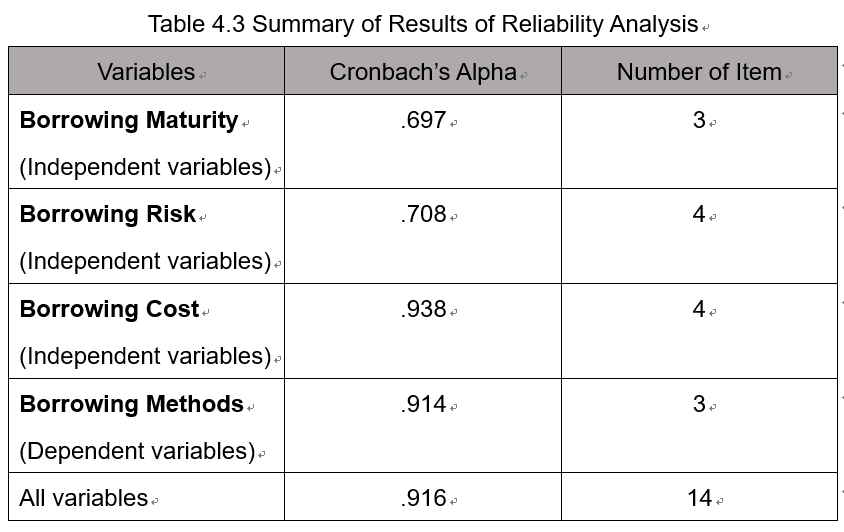 Table 4.3 Summary of Results of Reliability Analysis
Variables Cronbach’s Alpha Number of Item
Borrowing Maturity .697 3
(Independent variables)
Borrowing Risk .708 4
(Independent variables)
Borrowing Cost .938 4
(Independent variables)
Borrowing Methods .914 3
(Dependent variables)
All variables .916 14